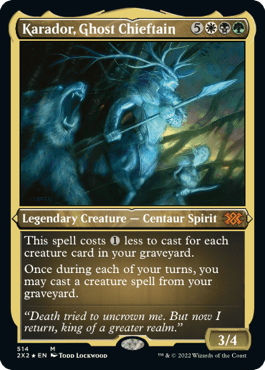 Karador, Ghost Chieftain 5
Legendary Creature — Centaur Spirit
This spell costs 1 less to cast for each
creature card in your graveyard.
Once during each of your turns, you
may cast a creature spell from your
graveyard.
"Death tried to uncrown me. But now I
return, king of a greater realm."
3/4
514 M
2X2 ★ EN Todd Lockwood
™ & © 2022 Wizards of the Coast